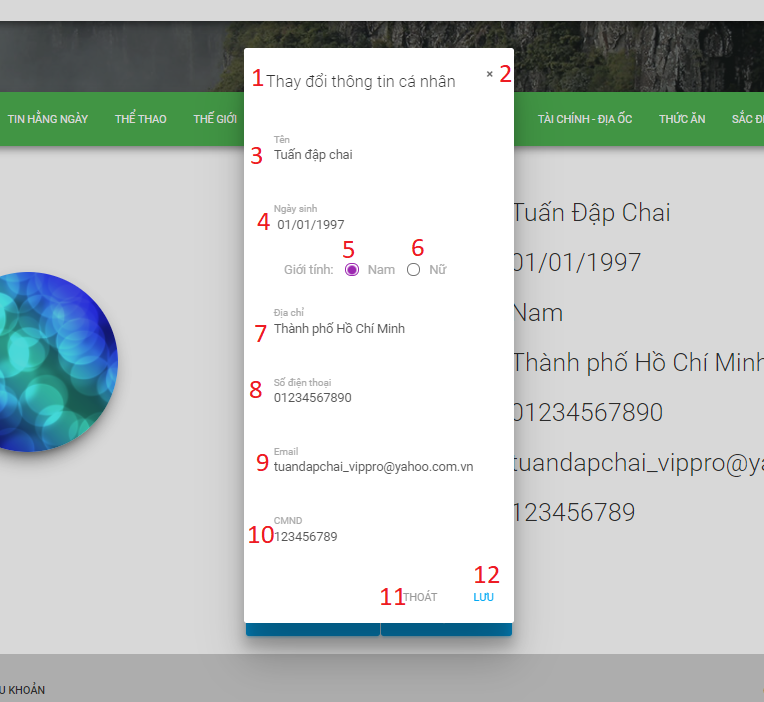 TIN HẰNG NGÀY THỂ THAO THẾ GIỚI TÀI CHÍNH - ĐỊA ỐC THỨC ĂN SẮC Đ
1 Thay đổi thông tin cá nhân × 2
Tên
3 Tuấn đập chai
Ngày sinh
4 01/01/1997
5 6
Giới tính: Nam Nữ
Địa chỉ
7 Thành phố Hồ Chí Minh
Số điện thoại
8 01234567890
Email
9 tuandapchai_vippro@yahoo.com.vn
CMND
10 123456789
12
11 THOÁT LƯU
Tuấn Đập Chai
01/01/1997
Nam
Thành phố Hồ Chí Minh
01234567890
tuandapchai_vippro@ya
123456789
U KHOẢN